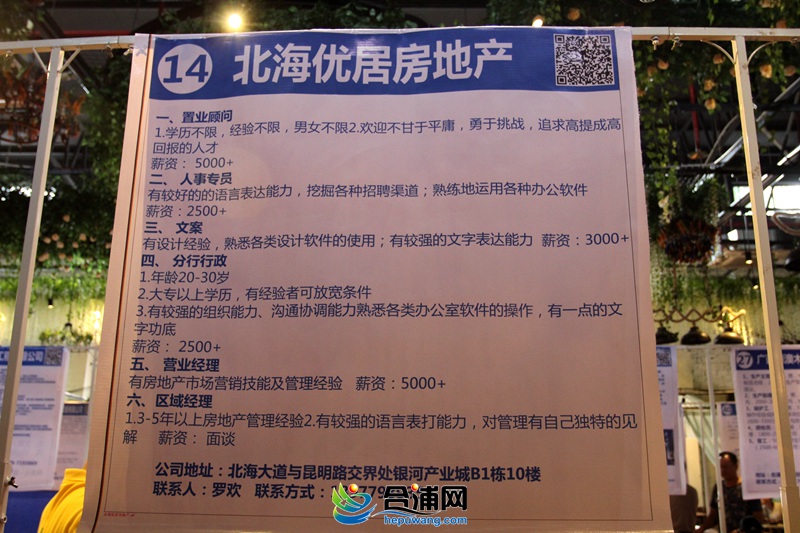 14 北海优居房地产
一、置业顾问
1.学历不限，经验不限，男女不限2.欢迎不甘于平庸，勇于挑战，追求高提成高
回报的人才
薪资： 5000+
二、人事专员
有较好的的语言表达能力，挖掘各种招聘渠道；熟练地运用各种办公软件
薪资：2500+
三、文案
有设计经验，熟悉各类设计软件的使用；有较强的文字表达能力 薪资：3000+
四、 分行行政
1.年龄20-30岁
2.大专以上学历，有经验者可放宽条件
3.有较强的组织能力、沟通协调能力熟悉各类办公室软件的操作，有一点的文
字功底
薪资： 2500+
五、营业经理
有房地产市场营销技能及管理经验 薪资：5000+
六、区域经理
1.3-5年以上房地产管理经验2.有较强的语言表打能力，对管理有自己独特的见
解 薪资： 面谈
公司地址：北海大道与昆明路交界处银河产业城B1栋10楼
联系人：罗欢 联系方式：
合浦网
hepuwang.com
27